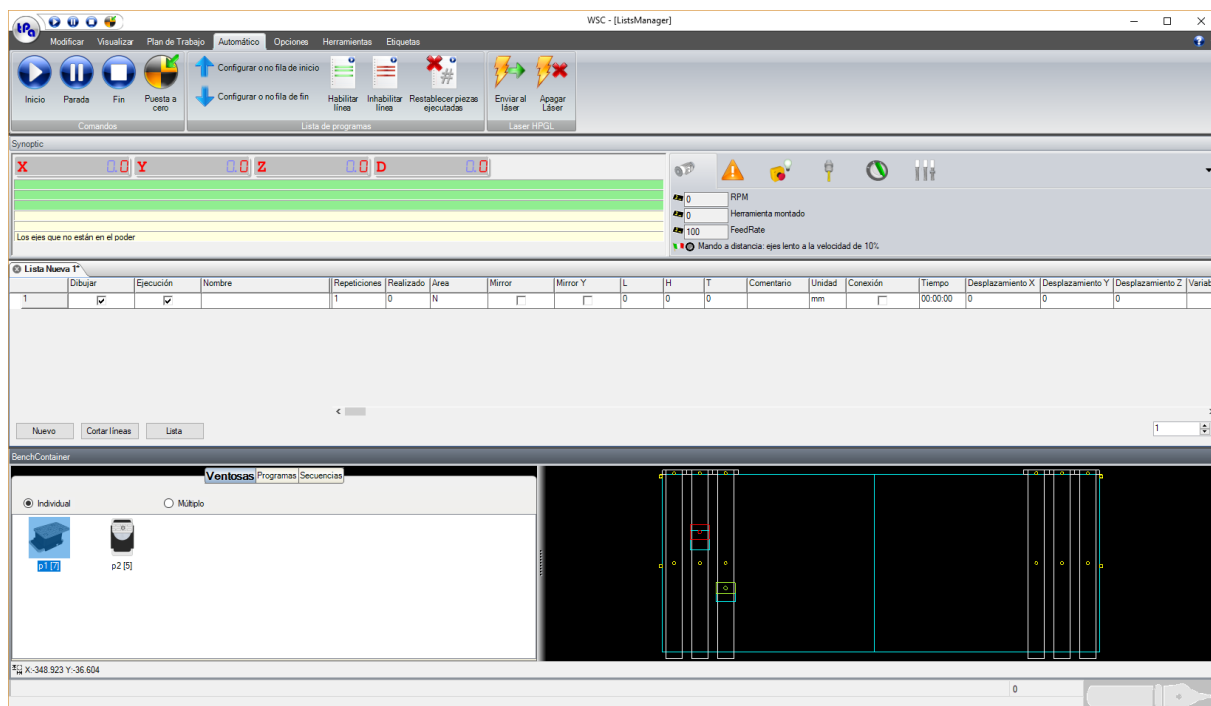 tPa
WSC - [ListsManager]
Modificar Visualizar Plan de Trabajo Automático Opciones Herramientas Etiquetas
Configurar o no fila de inicio
Configurar o no fila de fin
Inicio Parada Fin Puesta a cero
Habilitar línea Inhabilitar línea Restablecer piezas ejecutadas
Enviar al láser Apagar Láser
Comandos Lista de programas Laser HPGL
Synoptic
X 0.0 Y 0.0 Z 0.0 D 0.0
0 RPM
0 Herramienta montado
100 FeedRate
Los ejes que no están en el poder
Mando a distancia: ejes lento a la velocidad de 10%
Lista Nueva 1*
Dibujar Ejecución Nombre Repeticiones Realizado Area Mirror Mirror Y L H T Comentario Unidad Conexión Tiempo Desplazamiento X Desplazamiento Y Desplazamiento Z Variab
1 1 0 N 0 0 0 mm 00:00:00 0 0 0
Nuevo Cortar líneas Lista 1
BenchContainer
Ventosas Programas Secuencias
Individual Múltiplo
p1 [7] p2 [5]
X:-348.923 Y:-36.604
0